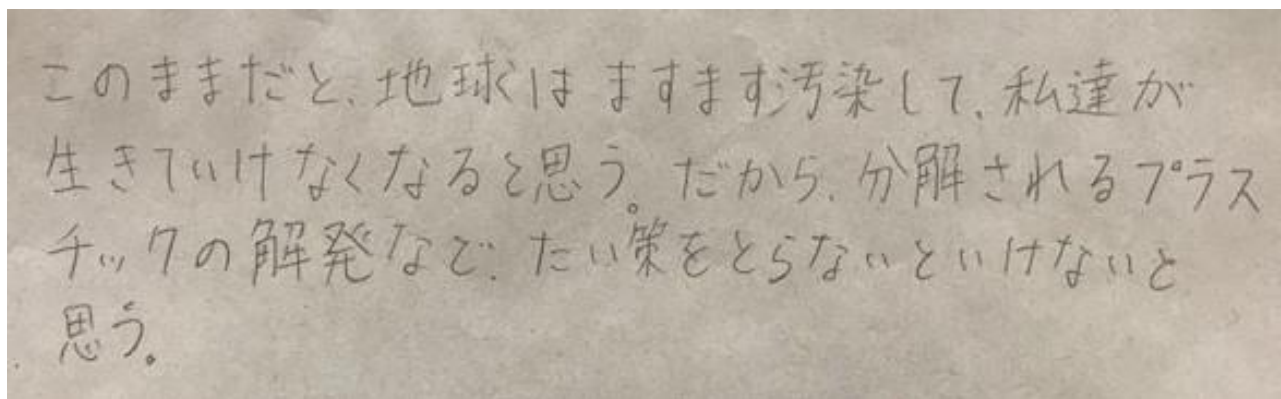 このままだと、地球はますます汚染して、私達が
生きていけなくなると思う。だから、分解されるプラス
チックの解発など、たい策をとらないといけないと
思う。